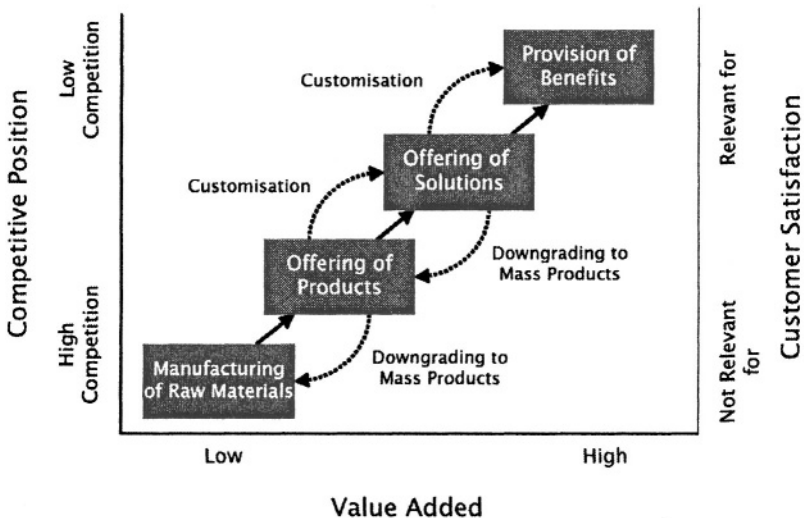 Competitive Position
Low
Competition
High
Competition
Provision of
Benefits
Customisation
Offering of
Solutions
Customisation
Offering of
Products
Downgrading to
Mass Products
Manufacturing
of Raw Materials
Downgrading to
Mass Products
Relevant for
Not Relevant
for
Customer Satisfaction
Low
High
Value Added